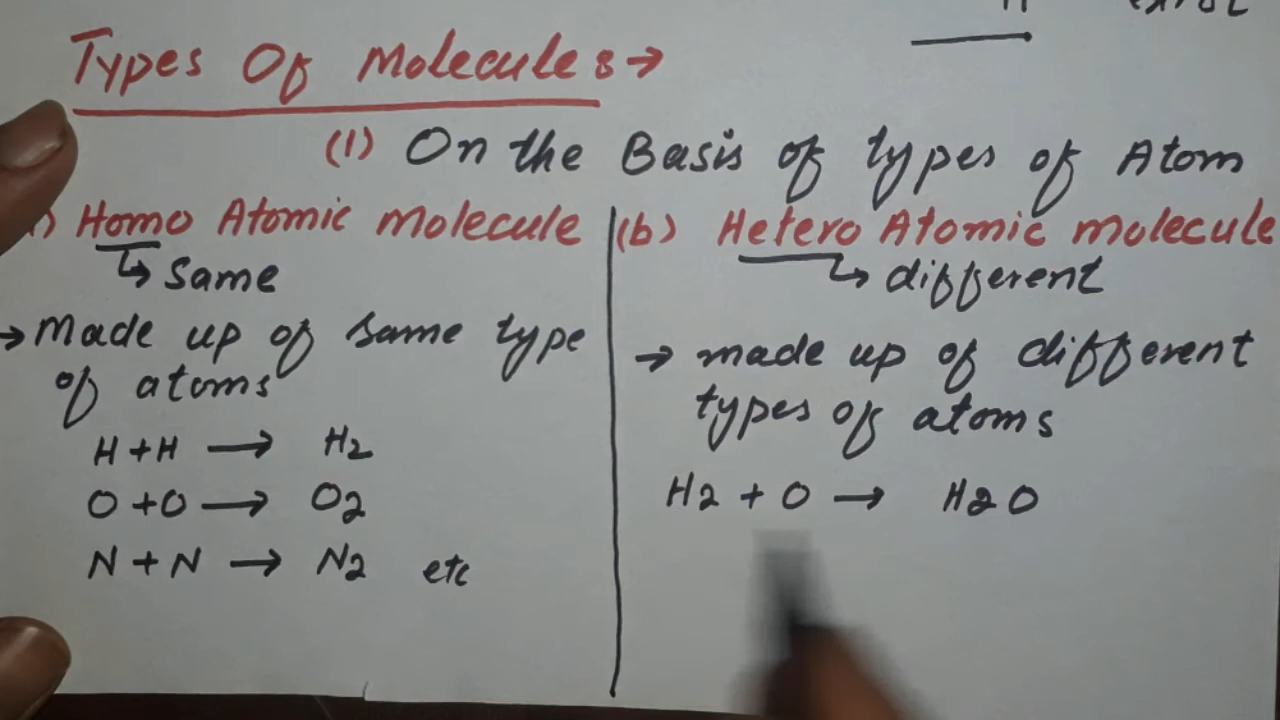 exist
Types Of Molecules →
(1) On the Basis of types of Atom
) Homo Atomic Molecule
↳ same
→ Made up of same type
of atoms
H + H → H2
O + O → O2
N + N → N2 etc
(b) Hetero Atomic molecule
↳ different
→ made up of different
types of atoms
H2 + O → H2O